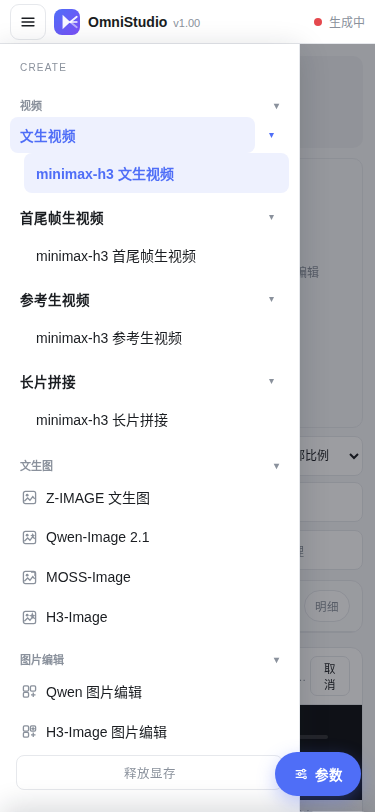 OmniStudio v1.00
生成中
CREATE
视频
文生视频
minimax-h3 文生视频
首尾帧生视频
minimax-h3 首尾帧生视频
编辑
参考生视频
minimax-h3 参考生视频
长片拼接
minimax-h3 长片拼接
部比例
文生图
Z-IMAGE 文生图
Qwen-Image 2.1
MOSS-Image
H3-Image
明细
图片编辑
Qwen 图片编辑
取消
H3-Image 图片编辑
释放显存
参数